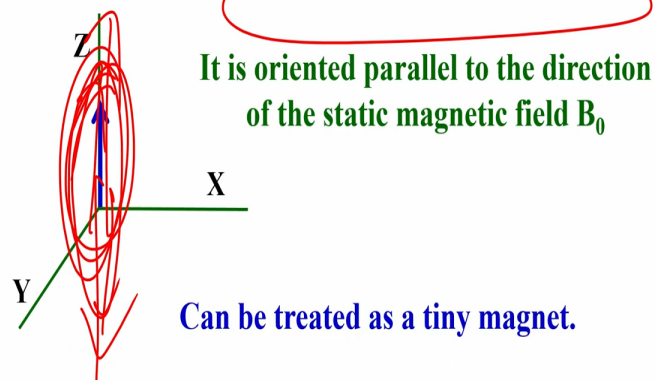 Z
It is oriented parallel to the direction
of the static magnetic field B₀
X
Y
Can be treated as a tiny magnet.